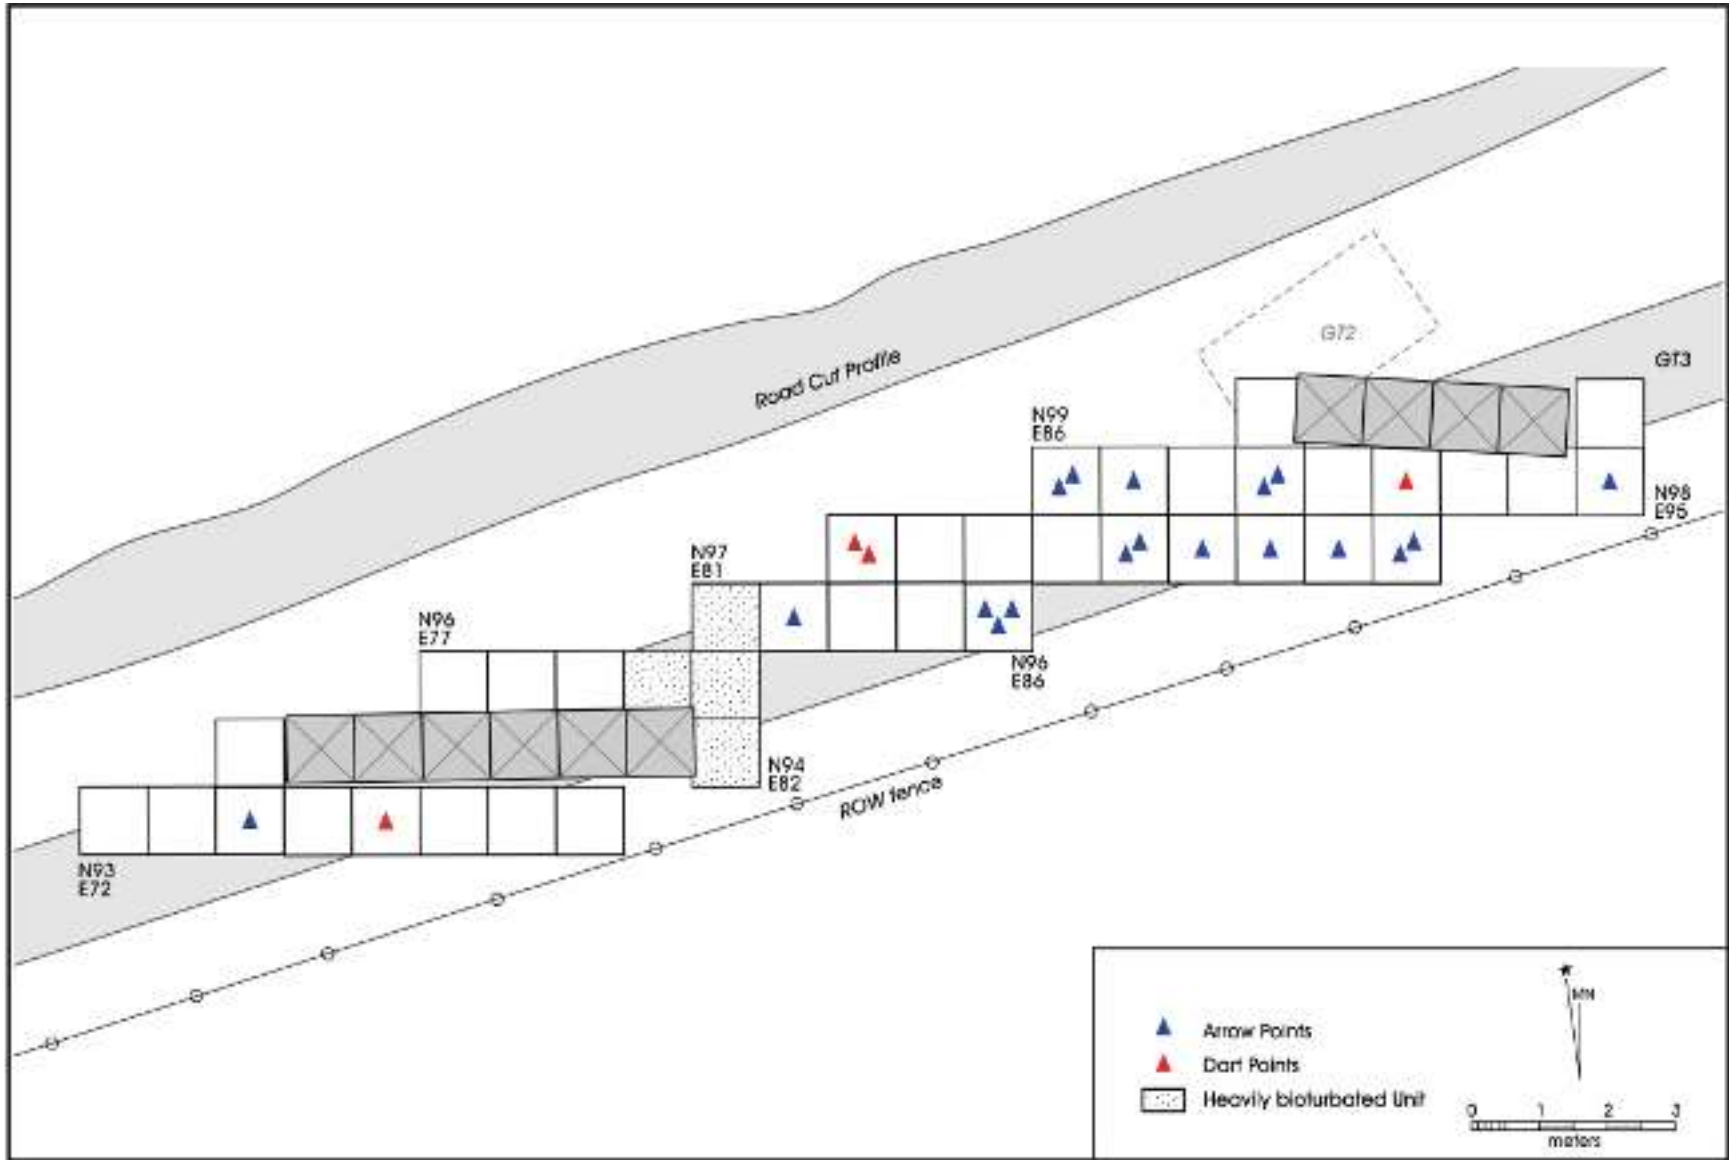 G72
Road Cut Profile
GT3
N99
E86
N98
E95
N97
E81
N96
E77
N96
E86
N94
E82
ROW fence
N93
E72
MN
Arrow Points
Dart Points
Heavily bioturbated Unit
0 1 2 3
meters